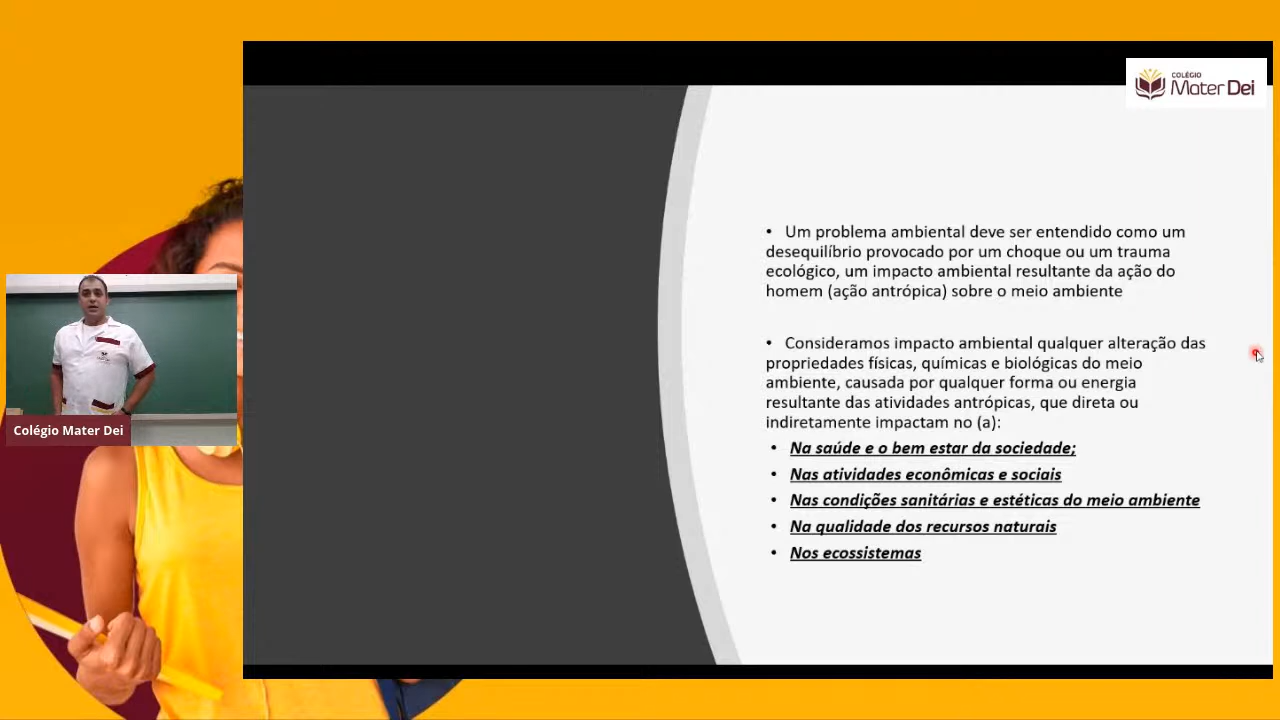 COLÉGIO
Mater Dei
• Um problema ambiental deve ser entendido como um
desequilíbrio provocado por um choque ou um trauma
ecológico, um impacto ambiental resultante da ação do
homem (ação antrópica) sobre o meio ambiente
• Consideramos impacto ambiental qualquer alteração das
propriedades físicas, químicas e biológicas do meio
ambiente, causada por qualquer forma ou energia
resultante das atividades antrópicas, que direta ou
indiretamente impactam no (a):
• Na saúde e o bem estar da sociedade;
• Nas atividades econômicas e sociais
• Nas condições sanitárias e estéticas do meio ambiente
• Na qualidade dos recursos naturais
• Nos ecossistemas
Colégio Mater Dei